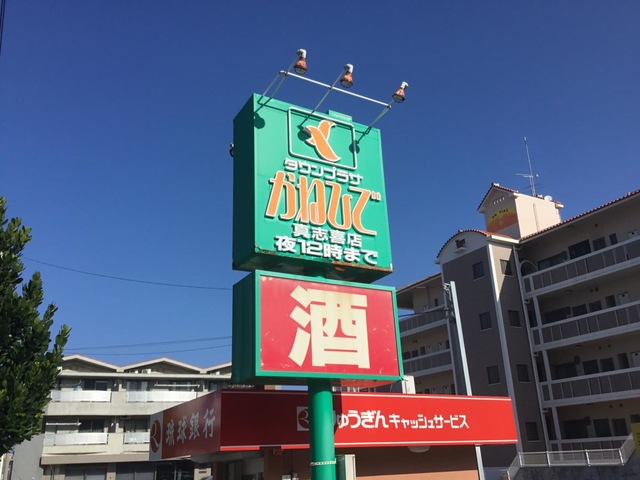 タウンプラザ
かねひで
真志喜店
夜12時まで
酒
琉球銀行
りゅうぎんキャッシュサービス